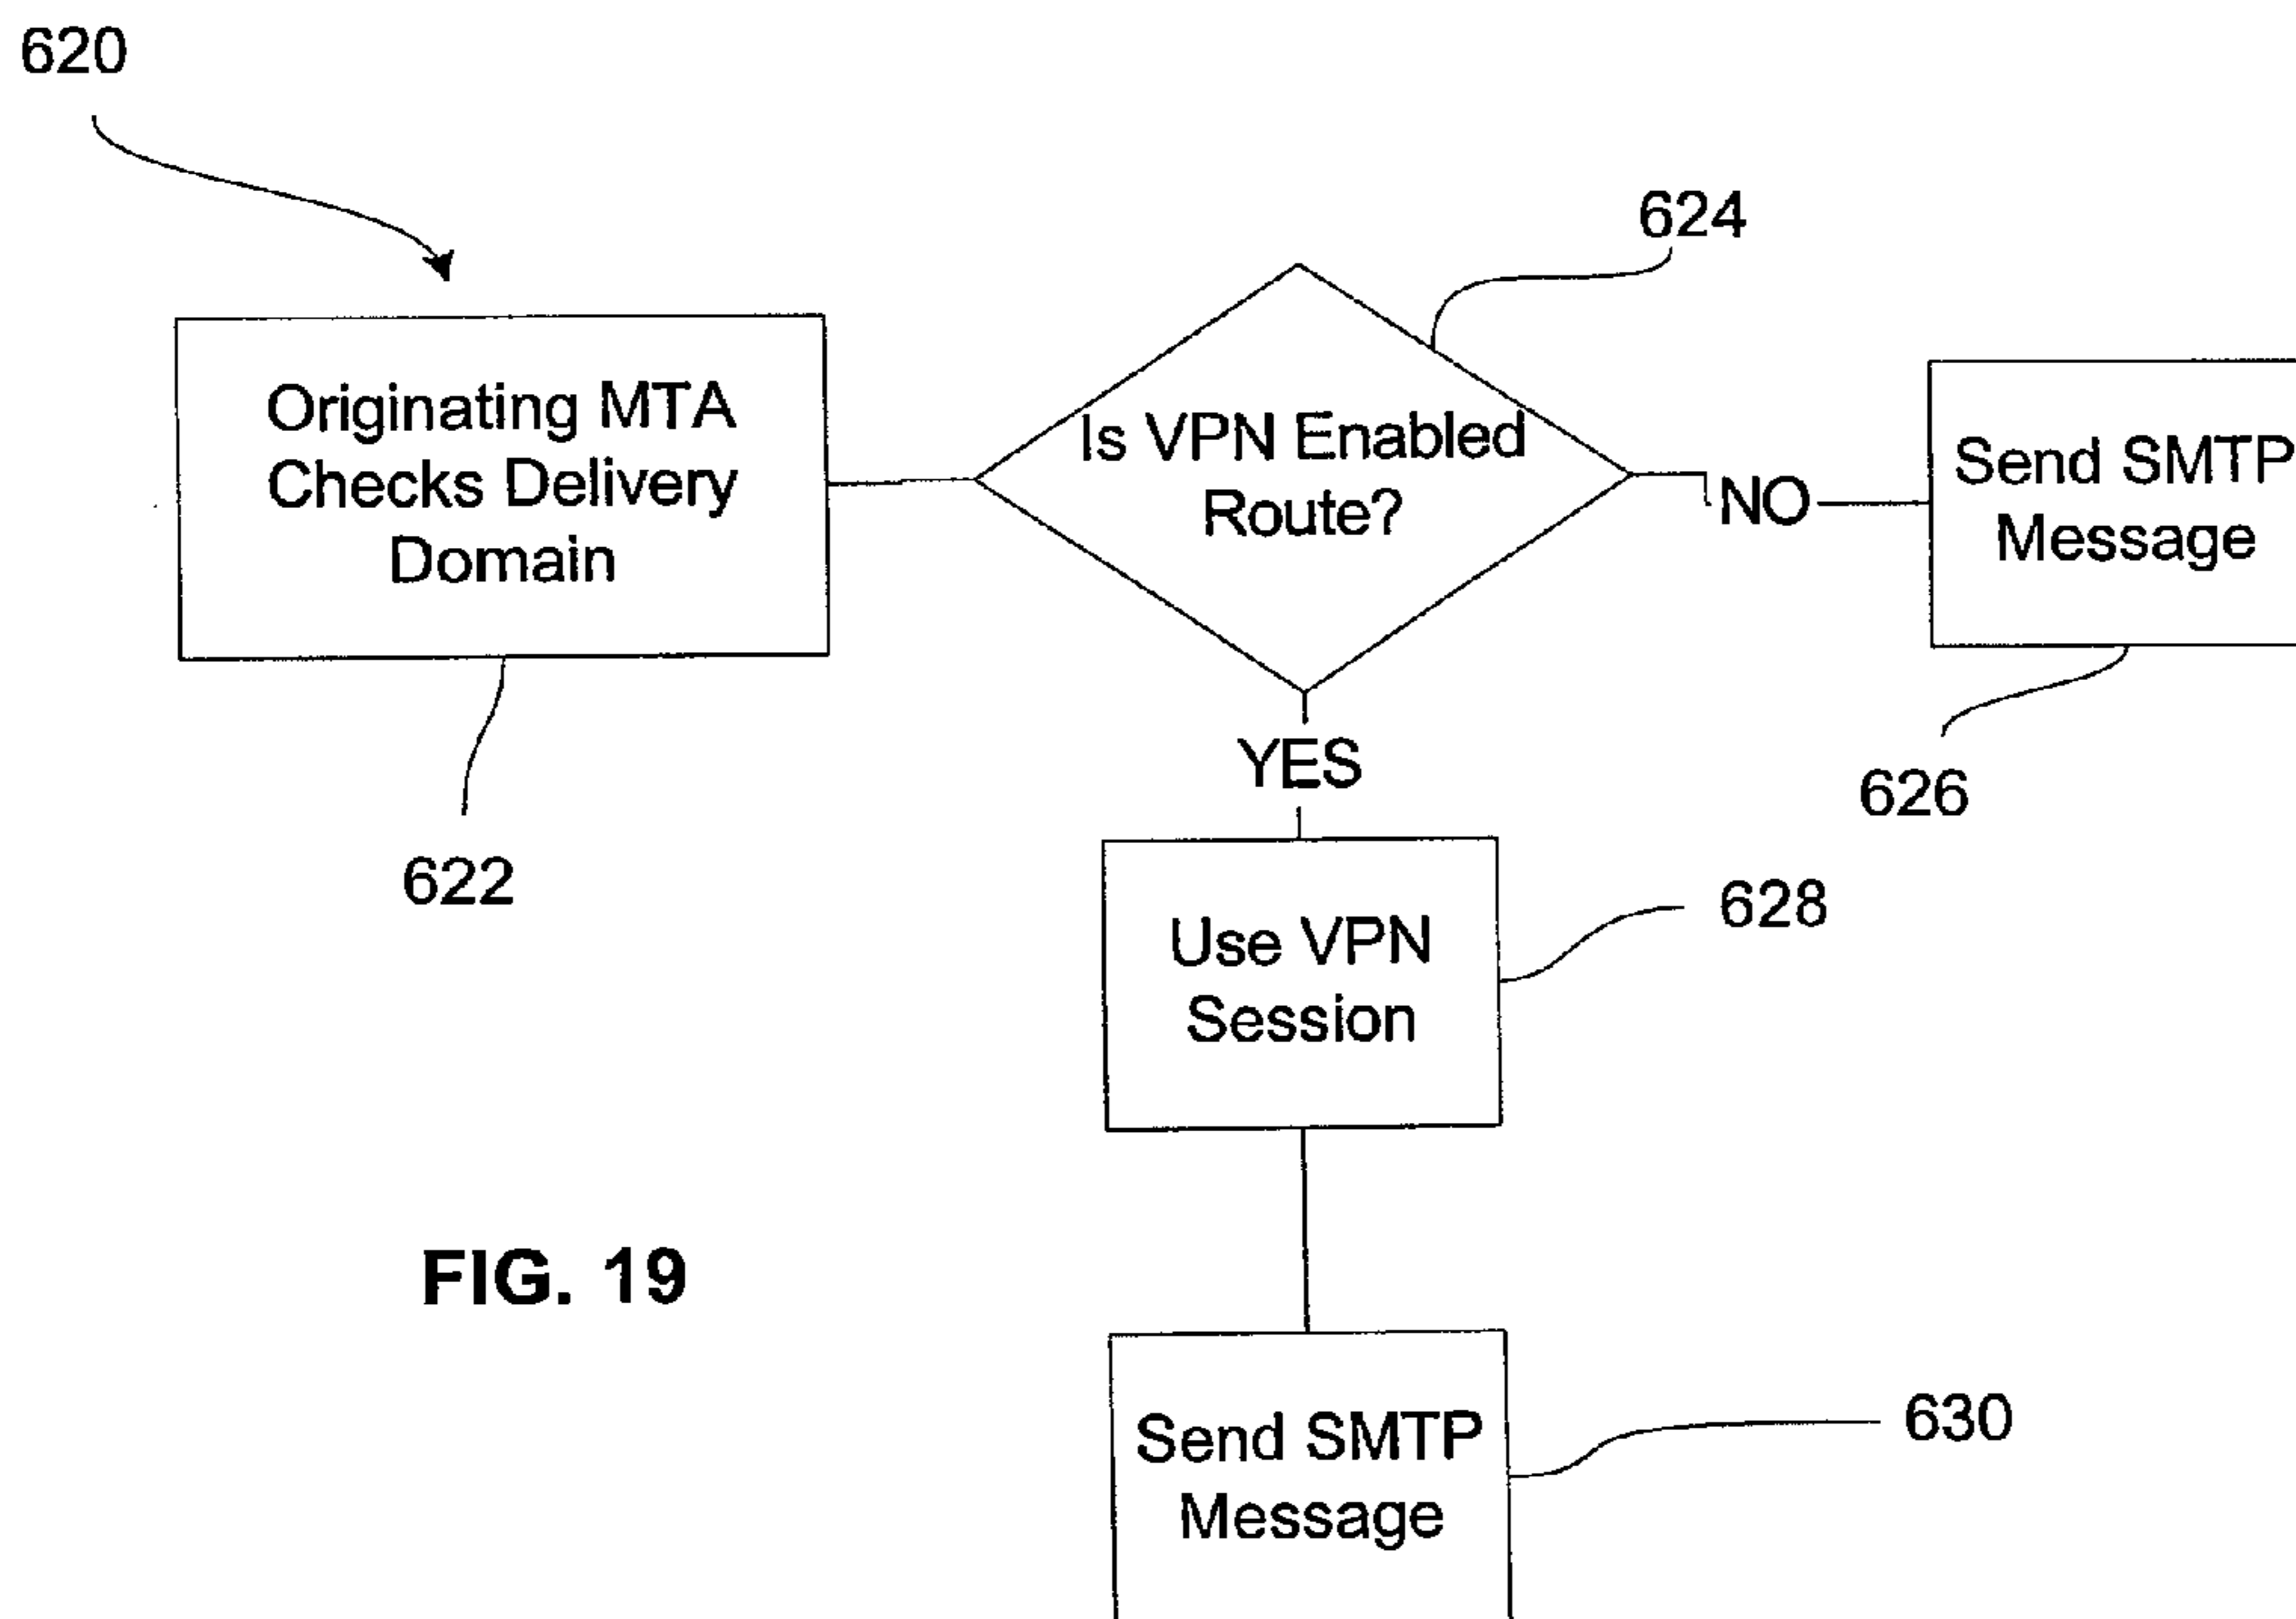 620
624
Originating MTA
Checks Delivery
Domain
Is VPN Enabled
Route?
NO
Send SMTP
Message
YES
626
622
Use VPN
Session
628
FIG. 19
Send SMTP
Message
630